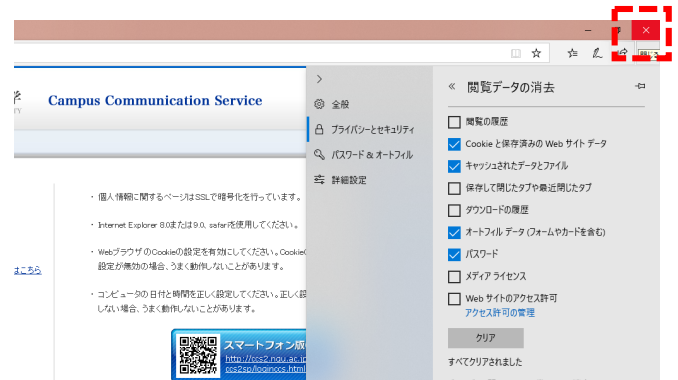 Campus Communication Service
・個人情報に関するページはSSLで暗号化を行っています。
・Internet Explorer 8.0または9.0, safariを使用してください。
・WebブラウザのCookieの設定を有効にしてください。Cookie
設定が無効の場合、うまく動作しないことがあります。
はこちら
・コンピュータの日付と時間を正しく設定してください。正しく設
しない場合、うまく動作しないことがあります。
スマートフォン版
http://ccs2.ngu.ac.jp
ccs2sp/loginccs.html
全般
プライバシーとセキュリティ
パスワード & オートフィル
詳細設定
閲覧データの消去
閲覧の履歴
Cookie と保存済みの Web サイト データ
キャッシュされたデータとファイル
保存して閉じたタブや最近閉じたタブ
ダウンロードの履歴
オートフィル データ (フォームやカードを含む)
パスワード
メディア ライセンス
Web サイトのアクセス許可
アクセス許可の管理
クリア
すべてクリアされました